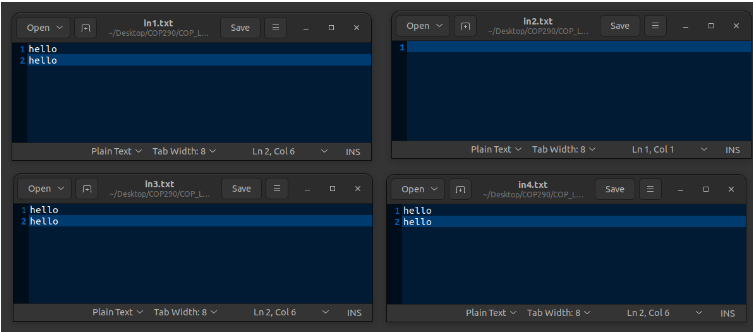 Open in1.txt Save
~/Desktop/COP290/COP_L...
1 hello
2 hello
Plain Text Tab Width: 8 Ln 2, Col 6 INS
Open in2.txt Save
~/Desktop/COP290/COP_L...
1
Plain Text Tab Width: 8 Ln 1, Col 1 INS
Open in3.txt Save
~/Desktop/COP290/COP_L...
1 hello
2 hello
Plain Text Tab Width: 8 Ln 2, Col 6 INS
Open in4.txt Save
~/Desktop/COP290/COP_L...
1 hello
2 hello
Plain Text Tab Width: 8 Ln 2, Col 6 INS